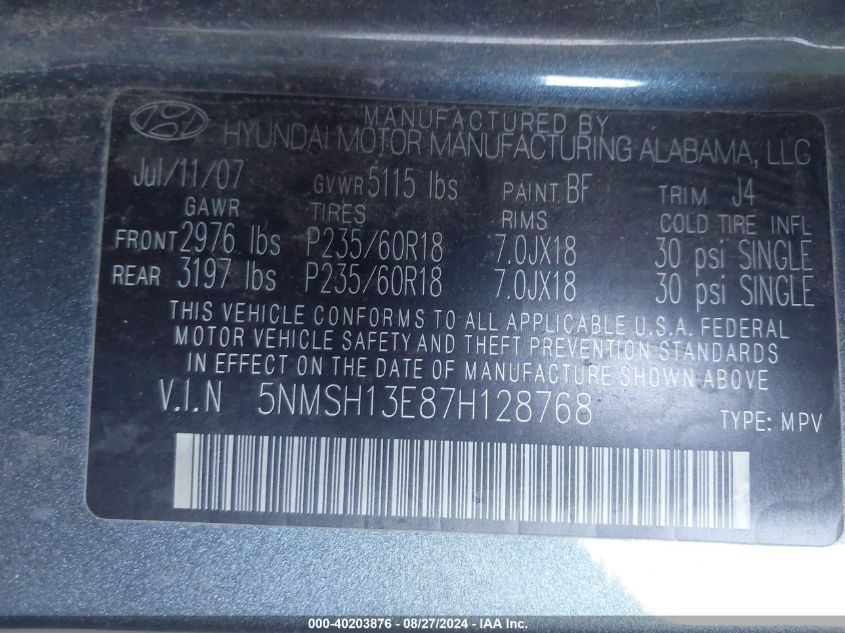 MANUFACTURED BY
HYUNDAI MOTOR MANUFACTURING ALABAMA, LLC
Jul/11/07 GVWR 5115 lbs PAINT: BF TRIM J4
GAWR TIRES RIMS COLD TIRE INFL
FRONT 2976 lbs P235/60R18 7.0JX18 30 psi SINGLE
REAR 3197 lbs P235/60R18 7.0JX18 30 psi SINGLE
THIS VEHICLE CONFORMS TO ALL APPLICABLE U.S.A. FEDERAL
MOTOR VEHICLE SAFETY AND THEFT PREVENTION STANDARDS
IN EFFECT ON THE DATE OF MANUFACTURE SHOWN ABOVE
V.I.N 5NMSH13E87H128768 TYPE: MPV
000-40203876 - 08/27/2024 - COPYRIGHT IAA, LLC.